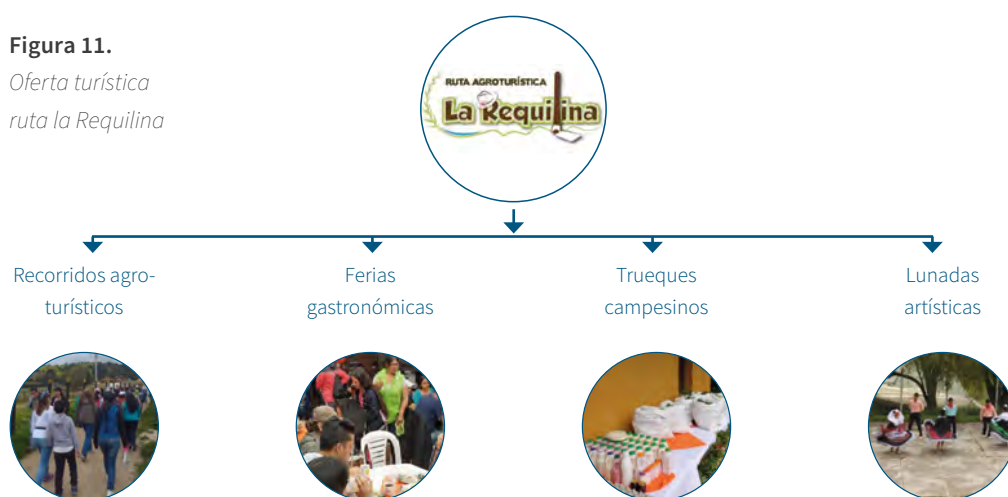 Figura 11.
Oferta turística
ruta la Requilina
RUTA AGROTURÍSTICA
La Requilina
Recorridos agro-
turísticos
Ferias
gastronómicas
Trueques
campesinos
Lunadas
artísticas